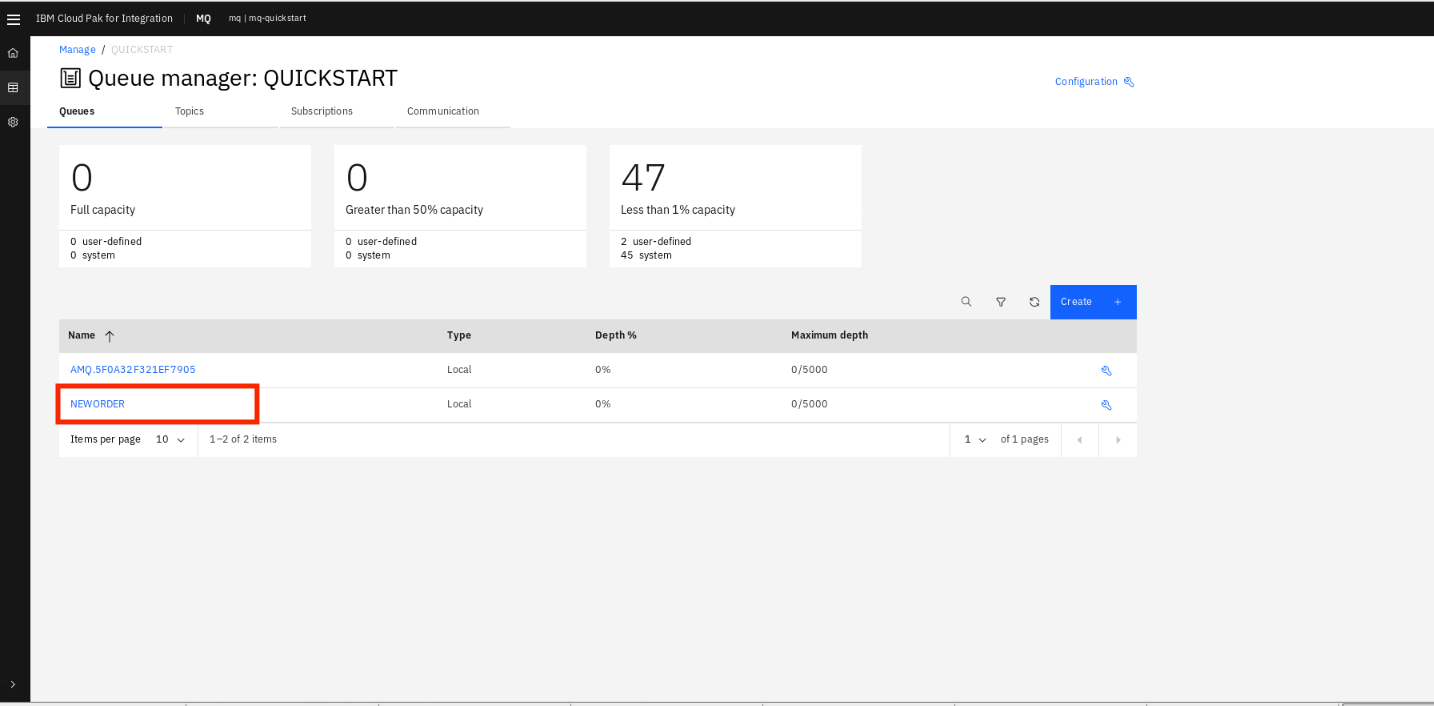 IBM Cloud Pak for Integration MQ mq | mq-quickstart
Manage / QUICKSTART
Queue manager: QUICKSTART
Configuration
Queues Topics Subscriptions Communication
0 0 47
Full capacity Greater than 50% capacity Less than 1% capacity
0 user-defined 0 user-defined 2 user-defined
0 system 0 system 45 system
Create +
Name Type Depth % Maximum depth
AMQ.5F0A32F321EF7905 Local 0% 0/5000
NEWORDER Local 0% 0/5000
Items per page 10 1–2 of 2 items 1 of 1 pages